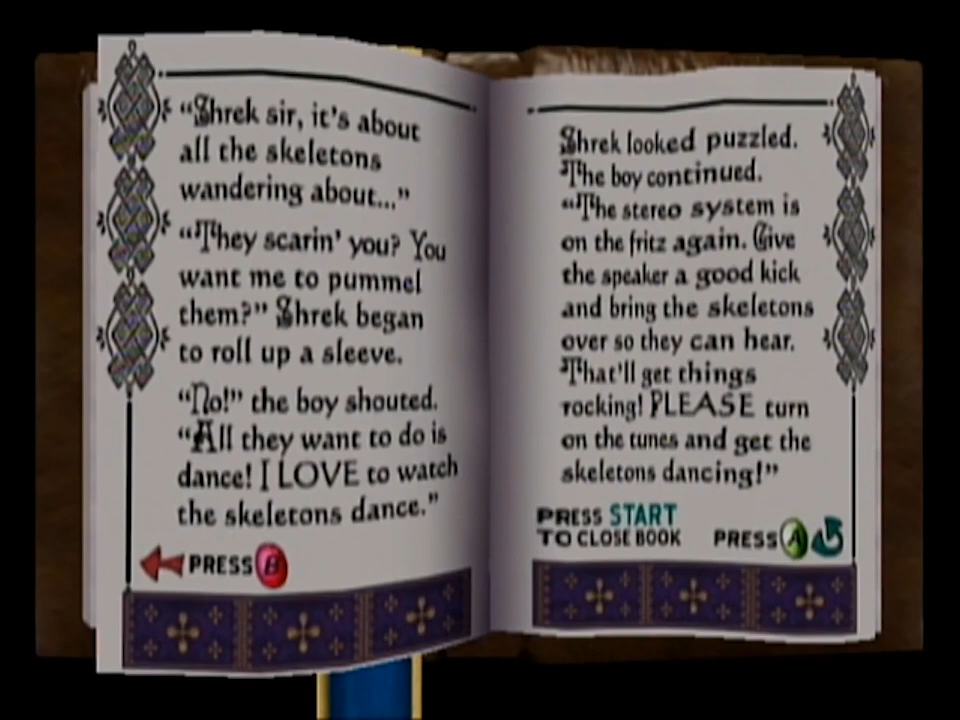 “Shrek sir, it's about
all the skeletons
wandering about...”
“They scarin' you? You
want me to pummel
them?” Shrek began
to roll up a sleeve.
“No!” the boy shouted.
“All they want to do is
dance! I LOVE to watch
the skeletons dance.”
PRESS B
Shrek looked puzzled.
The boy continued.
“The stereo system is
on the fritz again. Give
the speaker a good kick
and bring the skeletons
over so they can hear.
That'll get things
rocking! PLEASE turn
on the tunes and get the
skeletons dancing!”
PRESS START
TO CLOSE BOOK
PRESS A